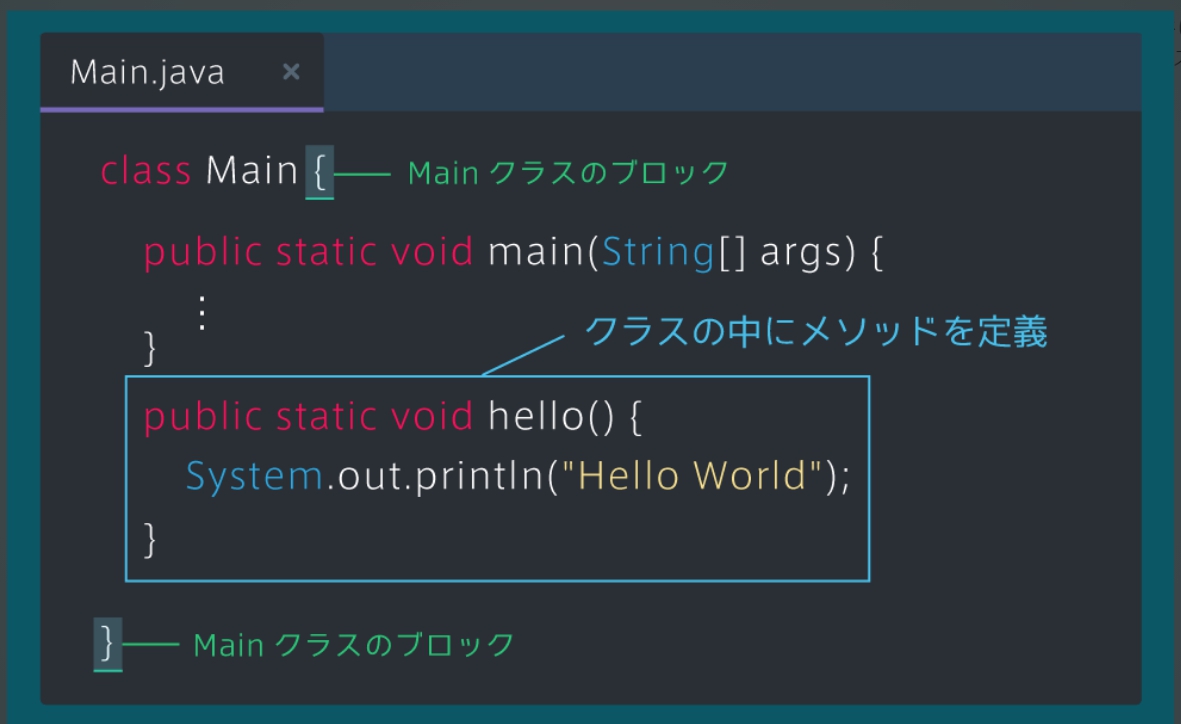 Main.java ×
class Main { Main クラスのブロック
public static void main(String[] args) {
⋮
クラスの中にメソッドを定義
}
public static void hello() {
System.out.println("Hello World");
}
} Main クラスのブロック